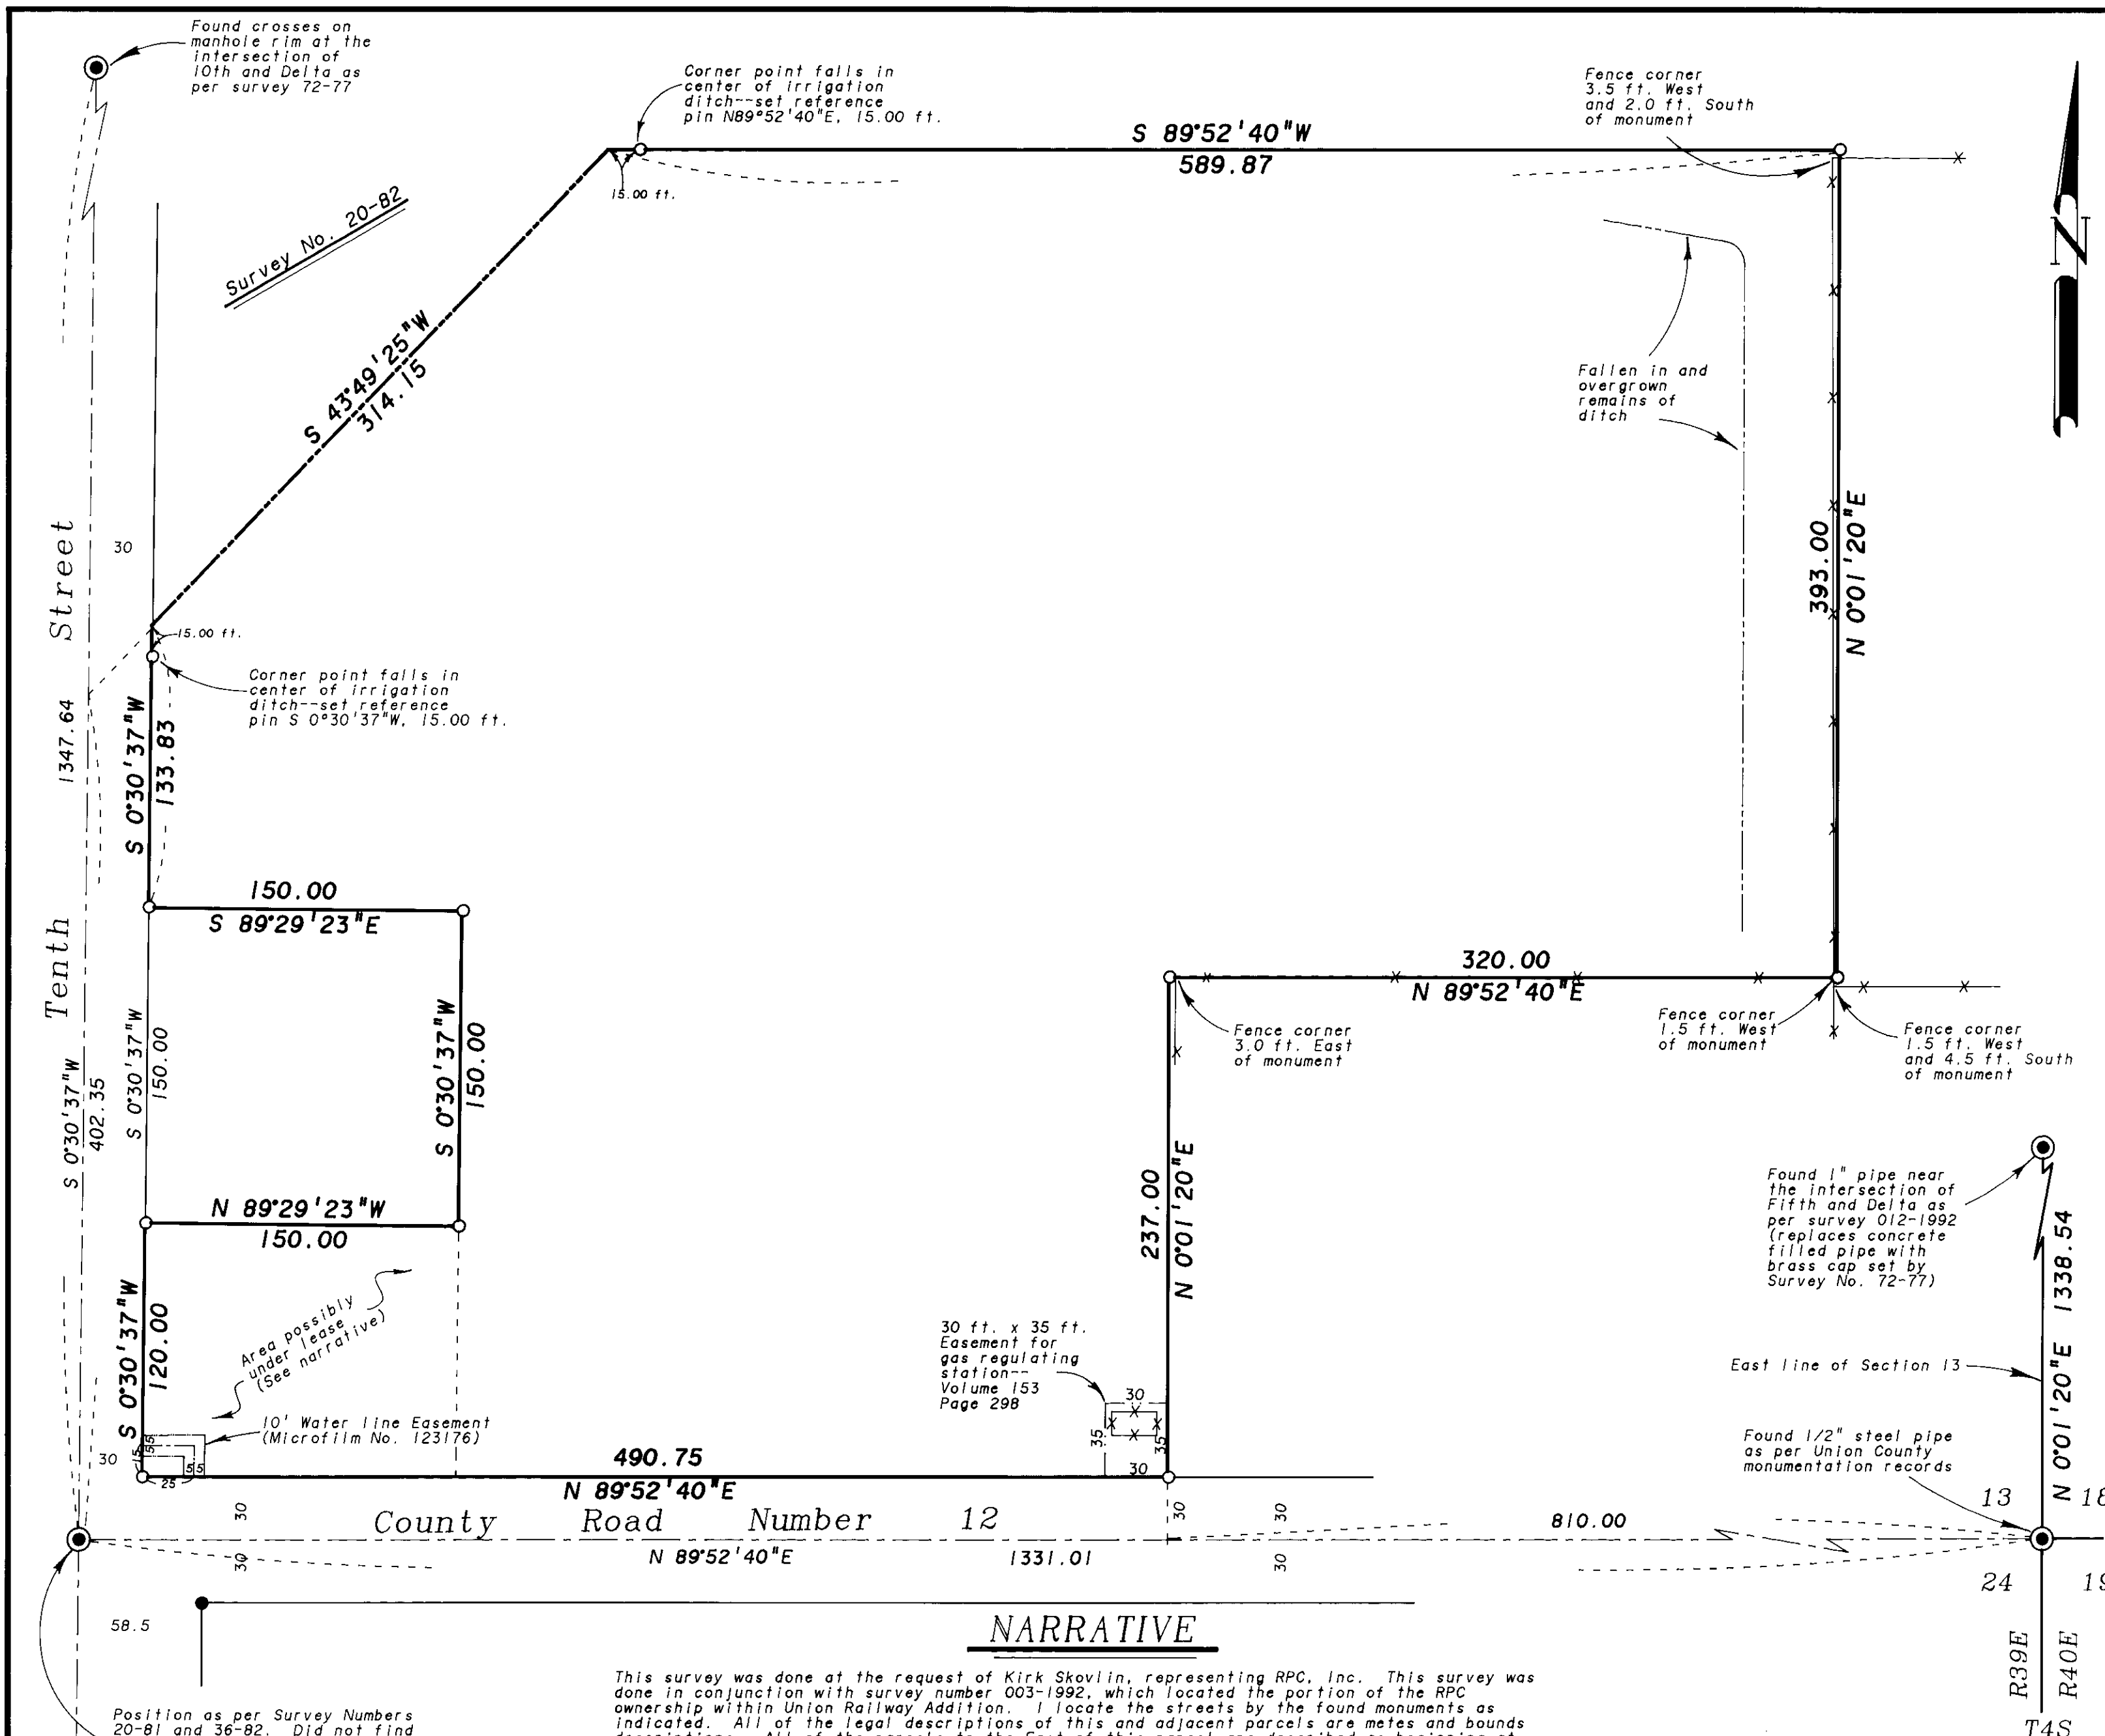 Found crosses on
manhole rim at the
intersection of
10th and Delta as
per survey 72-77
Corner point falls in
center of irrigation
ditch--set reference
pin N89°52'40"E, 15.00 ft.
Fence corner
3.5 ft. West
and 2.0 ft. South
of monument
S 89°52'40"W
589.87
15.00 ft.
N
Survey No. 20-82
S 43°49'25"W
314.15
Fallen in and
overgrown
remains of
ditch
393.00
N 0°01'20"E
Tenth Street
30
1347.64
15.00 ft.
Corner point falls in
center of irrigation
ditch--set reference
pin S 0°30'37"W, 15.00 ft.
S 0°30'37"W
133.83
150.00
S 89°29'23"E
S 0°30'37"W
402.35
S 0°30'37"W
150.00
S 0°30'37"W
150.00
N 89°29'23"W
150.00
320.00
N 89°52'40"E
Fence corner
3.0 ft. East
of monument
Fence corner
1.5 ft. West
of monument
Fence corner
1.5 ft. West
and 4.5 ft. South
of monument
237.00
N 0°01'20"E
Found 1" pipe near
the intersection of
Fifth and Delta as
per survey 012-1992
(replaces concrete
filled pipe with
brass cap set by
Survey No. 72-77)
N 0°01'20"E 1338.54
East line of Section 13
Found 1/2" steel pipe
as per Union County
monumentation records
S 0°30'37"W
120.00
Area possibly
under lease
(See narrative)
10' Water line Easement
(Microfilm No. 123176)
30 ft. x 35 ft.
Easement for
gas regulating
station--
Volume 153
Page 298
30
35
35
30
30
15
5
5
5
5
25
490.75
N 89°52'40"E
13
18
30
30
30
County Road Number 12
810.00
30
N 89°52'40"E
1331.01
30
24
19
58.5
R39E
R40E
T4S
NARRATIVE
This survey was done at the request of Kirk Skovlin, representing RPC, Inc. This survey was
done in conjunction with survey number 003-1992, which located the portion of the RPC
ownership within Union Railway Addition. I locate the streets by the found monuments as
indicated. All of the legal descriptions of this and adjacent parcels are metes and bounds
Position as per Survey Numbers
20-81 and 36-82. Did not find